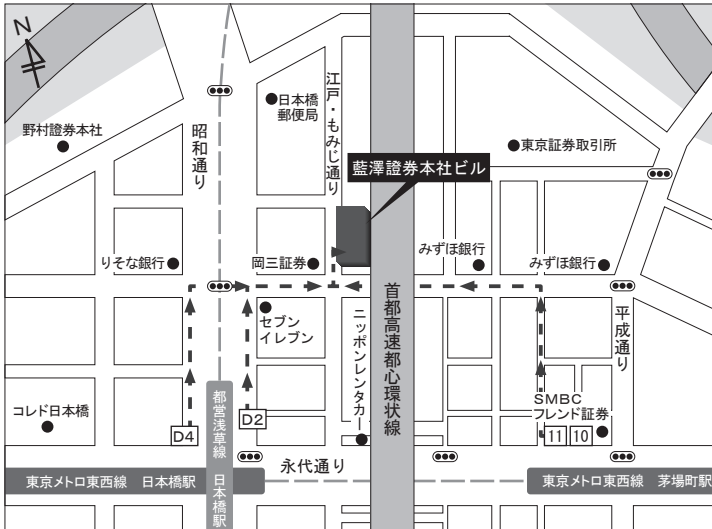 N
野村證券本社
昭和通り
日本橋
郵便局
江戸・もみじ通り
東京証券取引所
藍澤證券本社ビル
りそな銀行
岡三証券
みずほ銀行
みずほ銀行
セブン
イレブン
ニッポンレンタカー
首都高速都心環状線
平成通り
コレド日本橋
D4
D2
SMBC
フレンド証券
11
10
都営浅草線 日本橋駅
永代通り
東京メトロ東西線 日本橋駅
東京メトロ東西線 茅場町駅